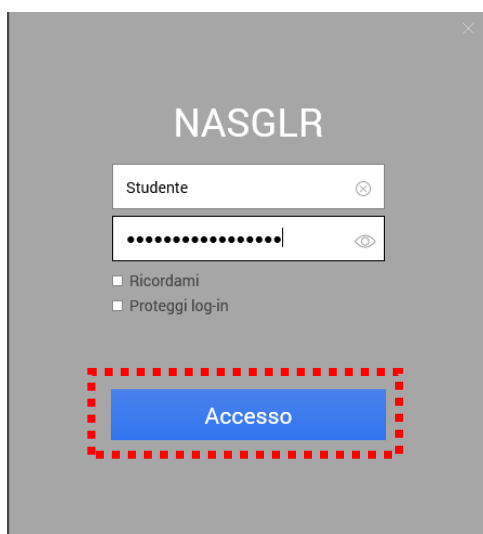 NASGLR
Studente
•••••••••••••••••
Ricordami
Proteggi log-in
Accesso